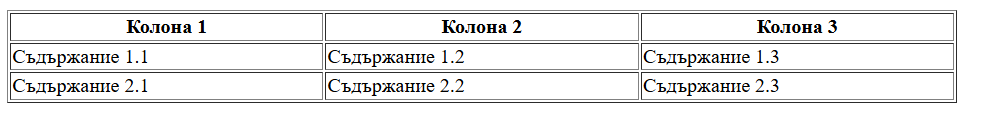 Колона 1 Колона 2 Колона 3
Съдържание 1.1 Съдържание 1.2 Съдържание 1.3
Съдържание 2.1 Съдържание 2.2 Съдържание 2.3